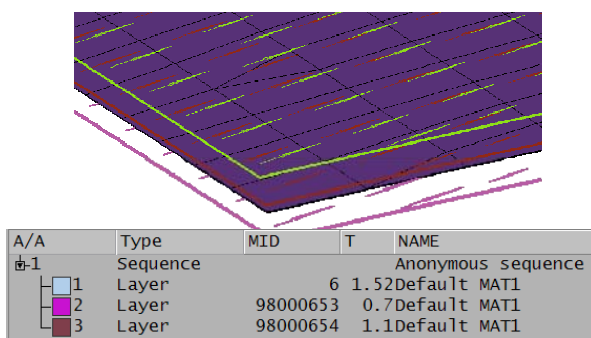 A/A Type MID T NAME
1 Sequence Anonymous sequence
1 Layer 6 1.52 Default MAT1
2 Layer 98000653 0.7 Default MAT1
3 Layer 98000654 1.1 Default MAT1